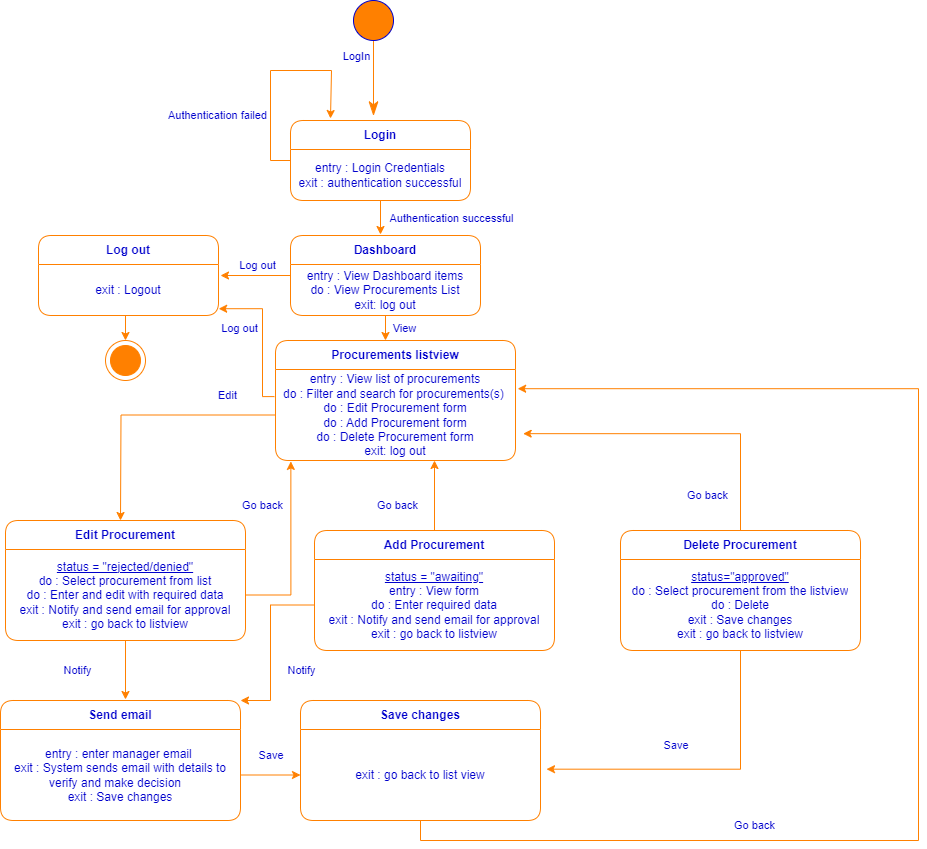 LogIn
Authentication failed
Login
entry : Login Credentials
exit : authentication successful
Authentication successful
Log out
exit : Logout
Log out
Dashboard
entry : View Dashboard items
do : View Procurements List
exit: log out
Log out
View
Procurements listview
entry : View list of procurements
do : Filter and search for procurements(s)
do : Edit Procurement form
do : Add Procurement form
do : Delete Procurement form
exit: log out
Edit
Go back
Go back
Go back
Edit Procurement
status = "rejected/denied"
do : Select procurement from list
do : Enter and edit with required data
exit : Notify and send email for approval
exit : go back to listview
Add Procurement
status = "awaiting"
entry : View form
do : Enter required data
exit : Notify and send email for approval
exit : go back to listview
Delete Procurement
status="approved"
do : Select procurement from the listview
do : Delete
exit : Save changes
exit : go back to listview
Notify
Notify
Send email
entry : enter manager email
exit : System sends email with details to
verify and make decision
exit : Save changes
Save
Save changes
exit : go back to list view
Save
Go back